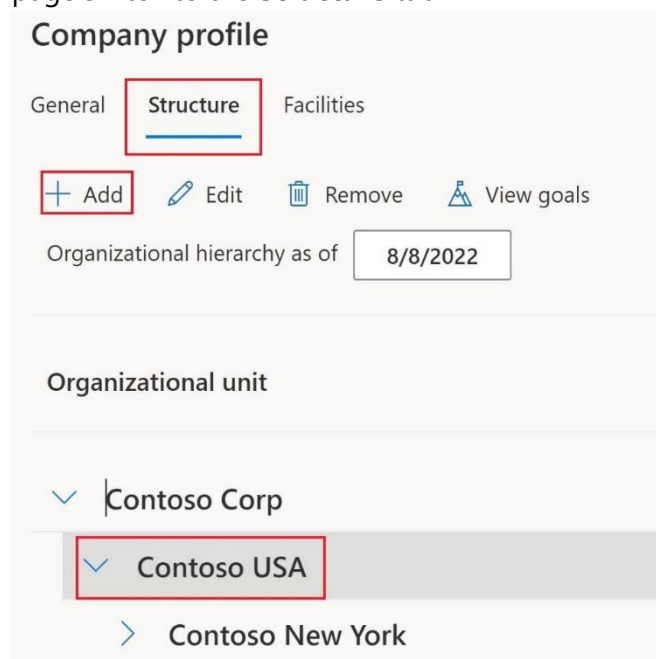 Company profile
General Structure Facilities
Add Edit Remove View goals
Organizational hierarchy as of 8/8/2022
Organizational unit
Contoso Corp
Contoso USA
Contoso New York